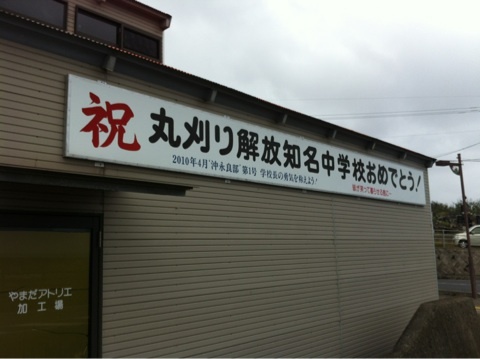 祝 丸刈り解放知名中学校おめでとう!
2010年4月"沖永良部"第1号 学校長の勇気を称えよう!
やまだアトリエ
加工場